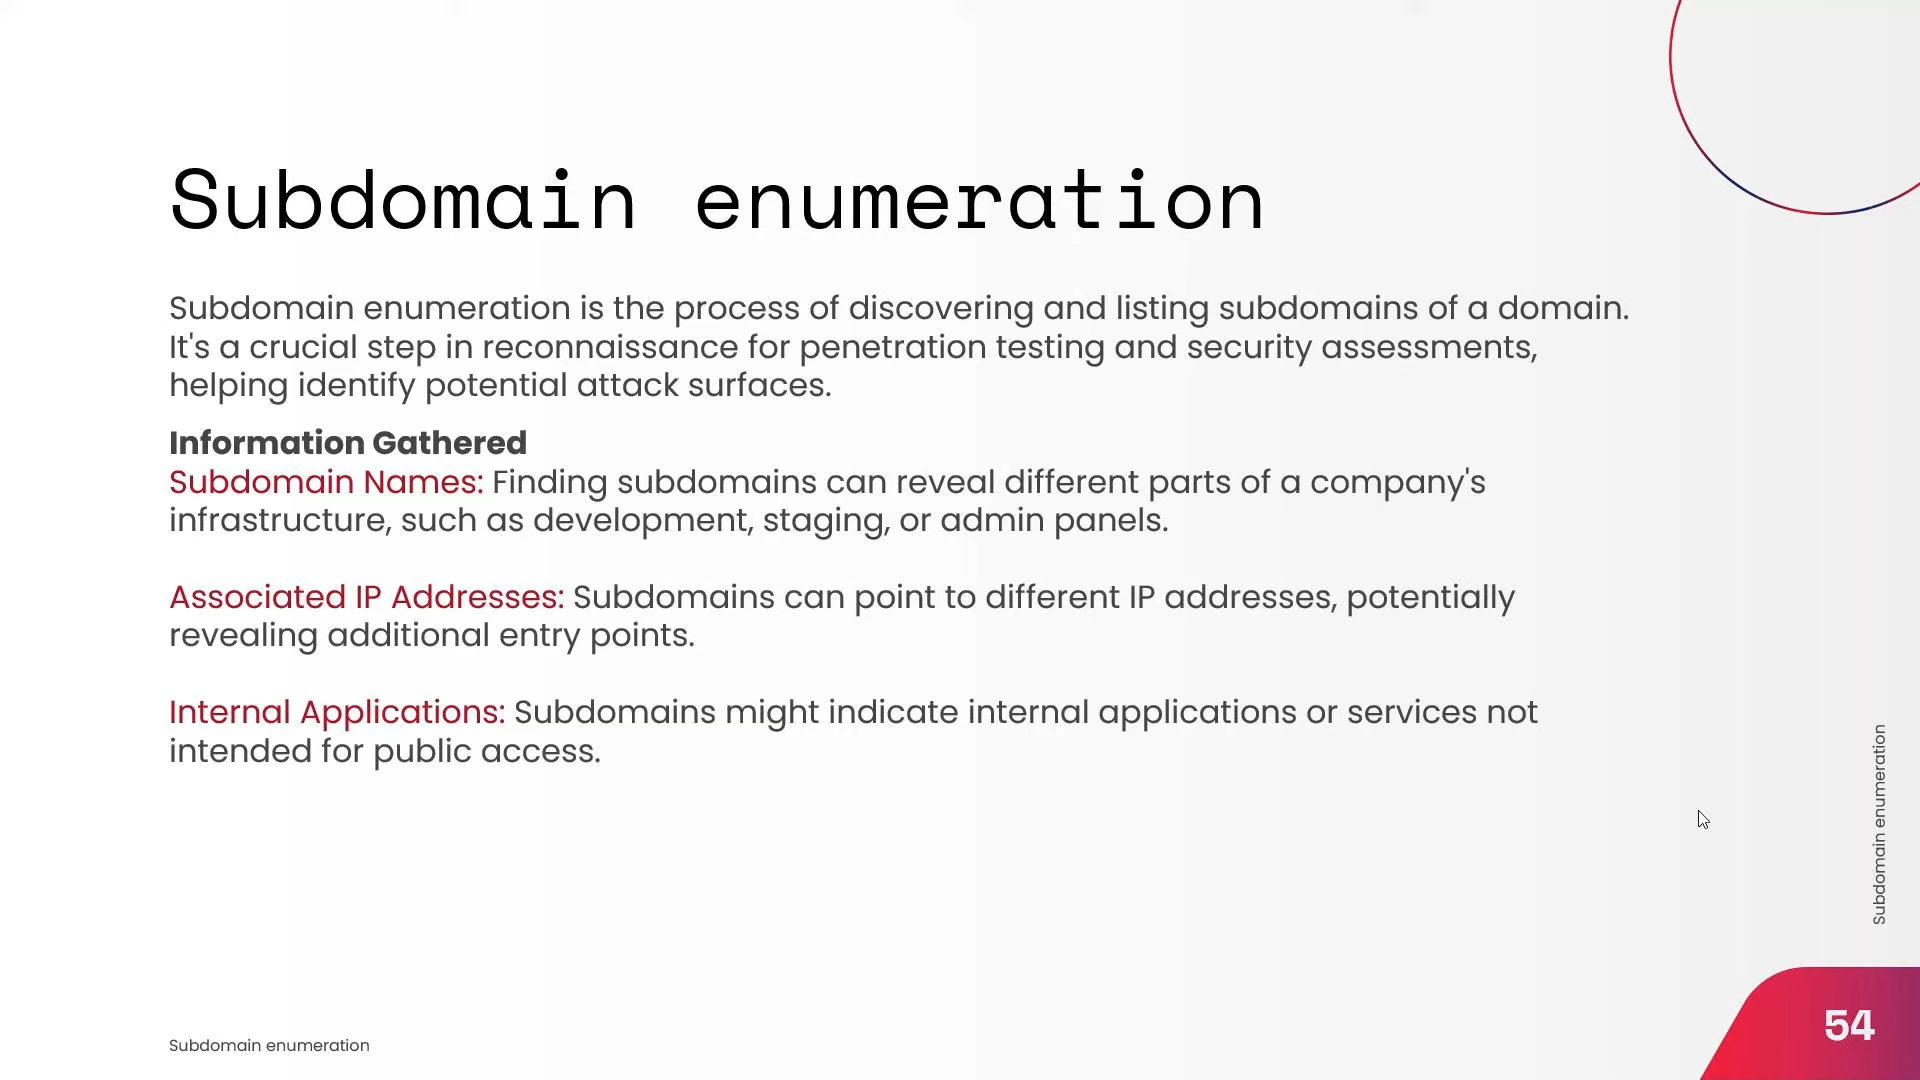 Subdomain enumeration
Subdomain enumeration is the process of discovering and listing subdomains of a domain.
It's a crucial step in reconnaissance for penetration testing and security assessments,
helping identify potential attack surfaces.
Information Gathered
Subdomain Names: Finding subdomains can reveal different parts of a company's
infrastructure, such as development, staging, or admin panels.
Associated IP Addresses: Subdomains can point to different IP addresses, potentially
revealing additional entry points.
Internal Applications: Subdomains might indicate internal applications or services not
intended for public access.
Subdomain enumeration
Subdomain enumeration
54